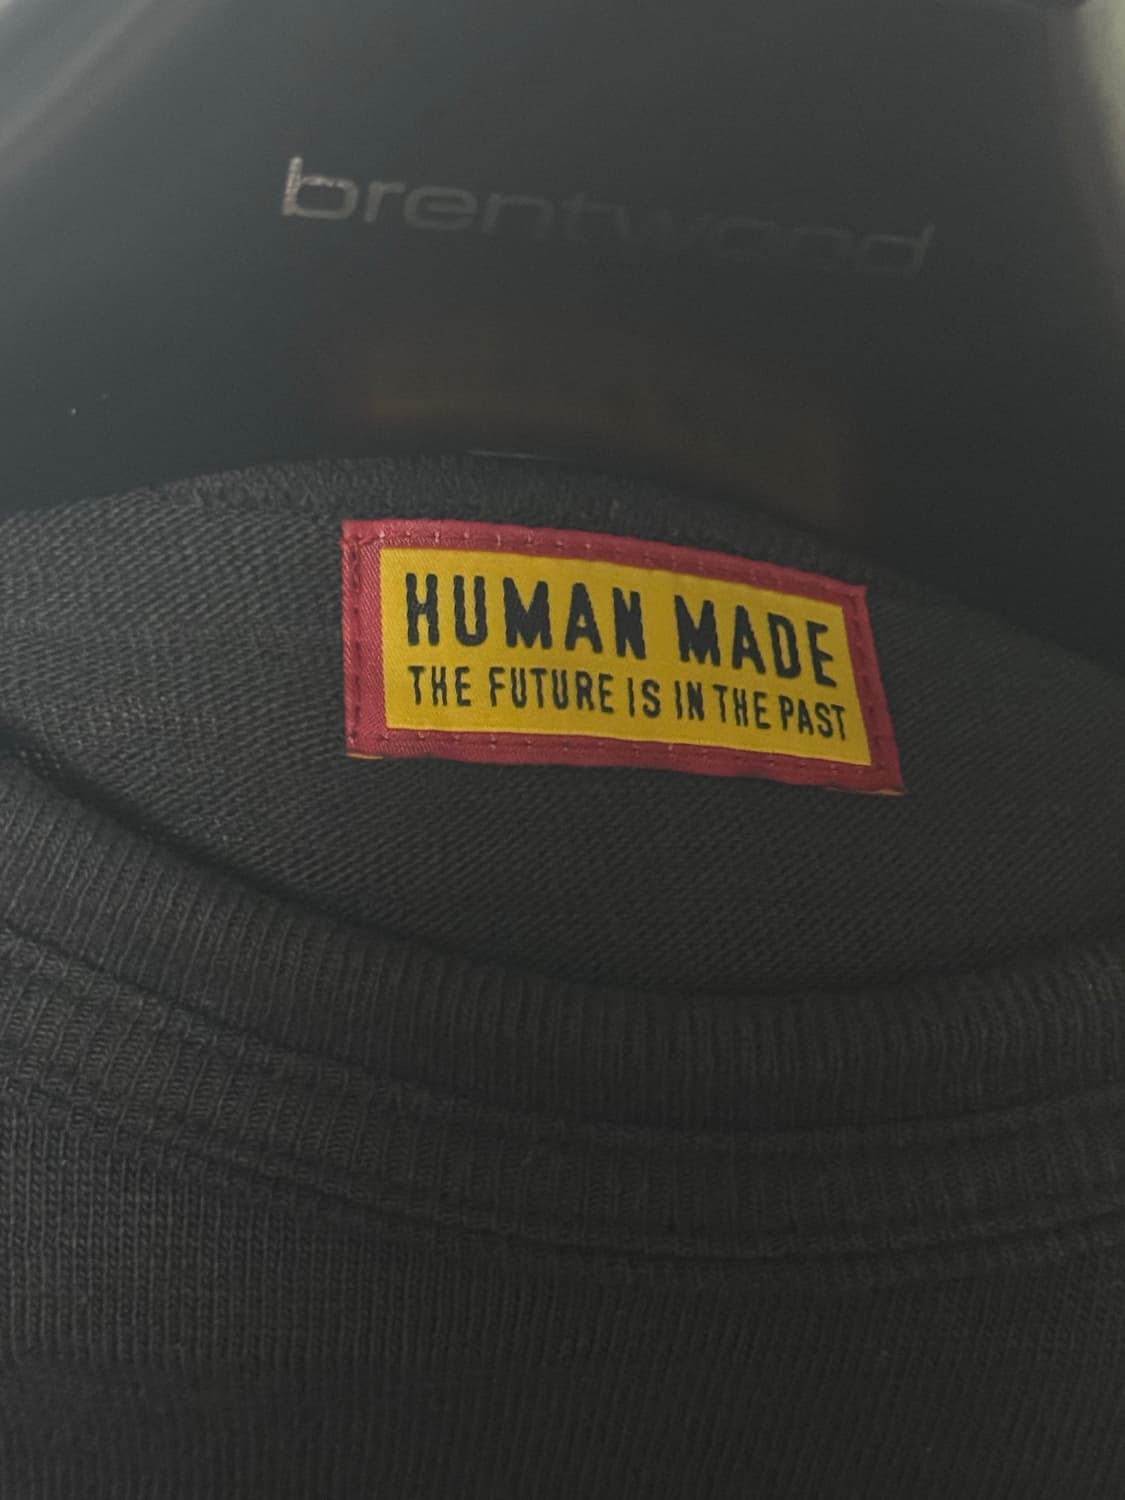 brentwood
HUMAN MADE
THE FUTURE IS IN THE PAST